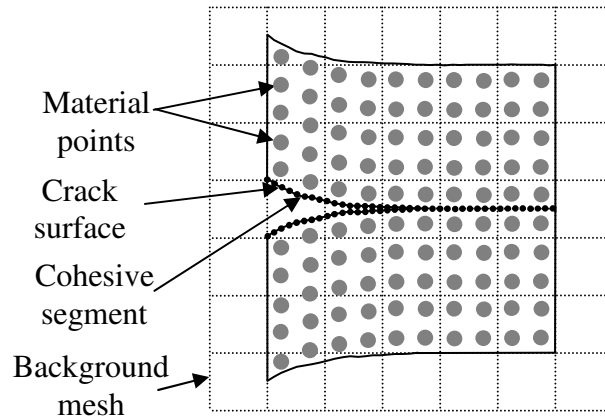 Material
points
Crack
surface
Cohesive
segment
Background
mesh